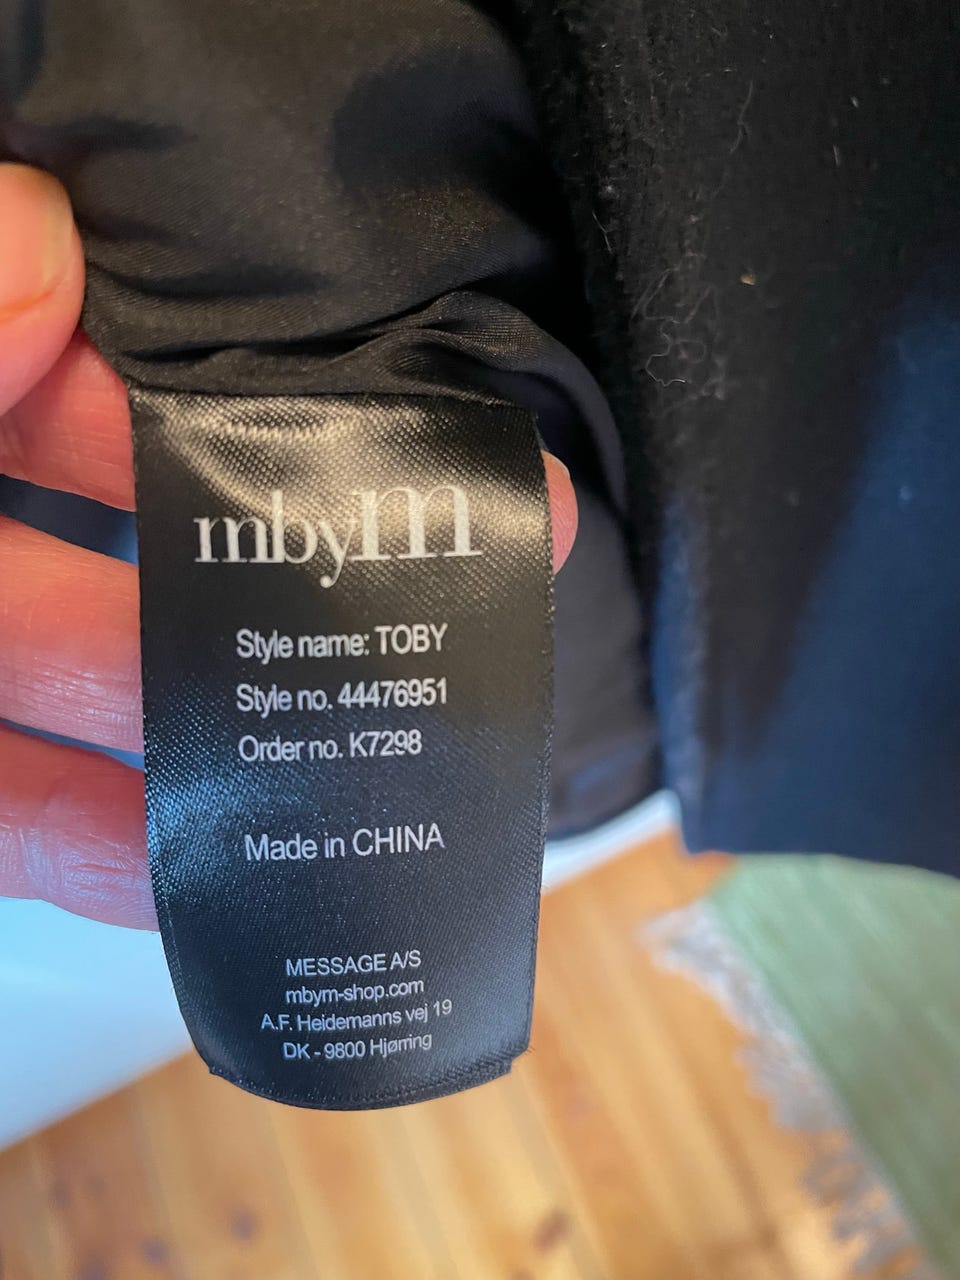 mbyM
Style name: TOBY
Style no. 44476951
Order no. K7298
Made in CHINA
MESSAGE A/S
mbym-shop.com
A.F. Heidemanns vej 19
DK - 9800 Hjørring